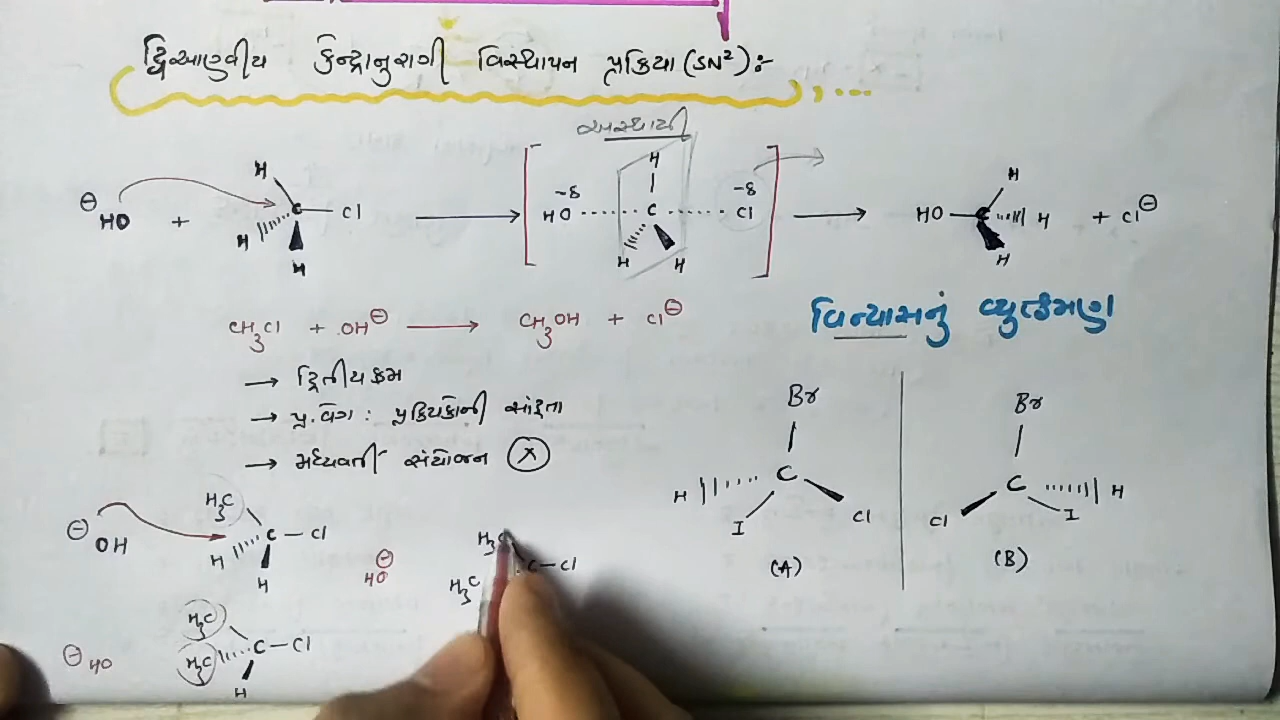 દ્વિઆણ્વીય કેન્દ્રાનુરાગી વિસ્થાપન પ્રક્રિયા (SN²) :-
અસ્થાયી
⊖HO + H H H C Cl → [ HO -δ H C H H Cl -δ ] → HO C H H H + Cl⊖
CH₃Cl + OH⊖ → CH₃OH + Cl⊖
વિન્યાસનું વ્યુત્ક્રમણ
→ દ્વિતીયક્રમ
→ પ્ર.વેગ : પ્રક્રિયકોની સાંદ્રતા
→ મધ્યવર્તી સંયોજન ✗
Br C H I Cl (A)
Br C Cl I H (B)
⊖OH H₃C C Cl H H
⊖HO H₃C H₃C C Cl
⊖HO H₃C H₃C C Cl H